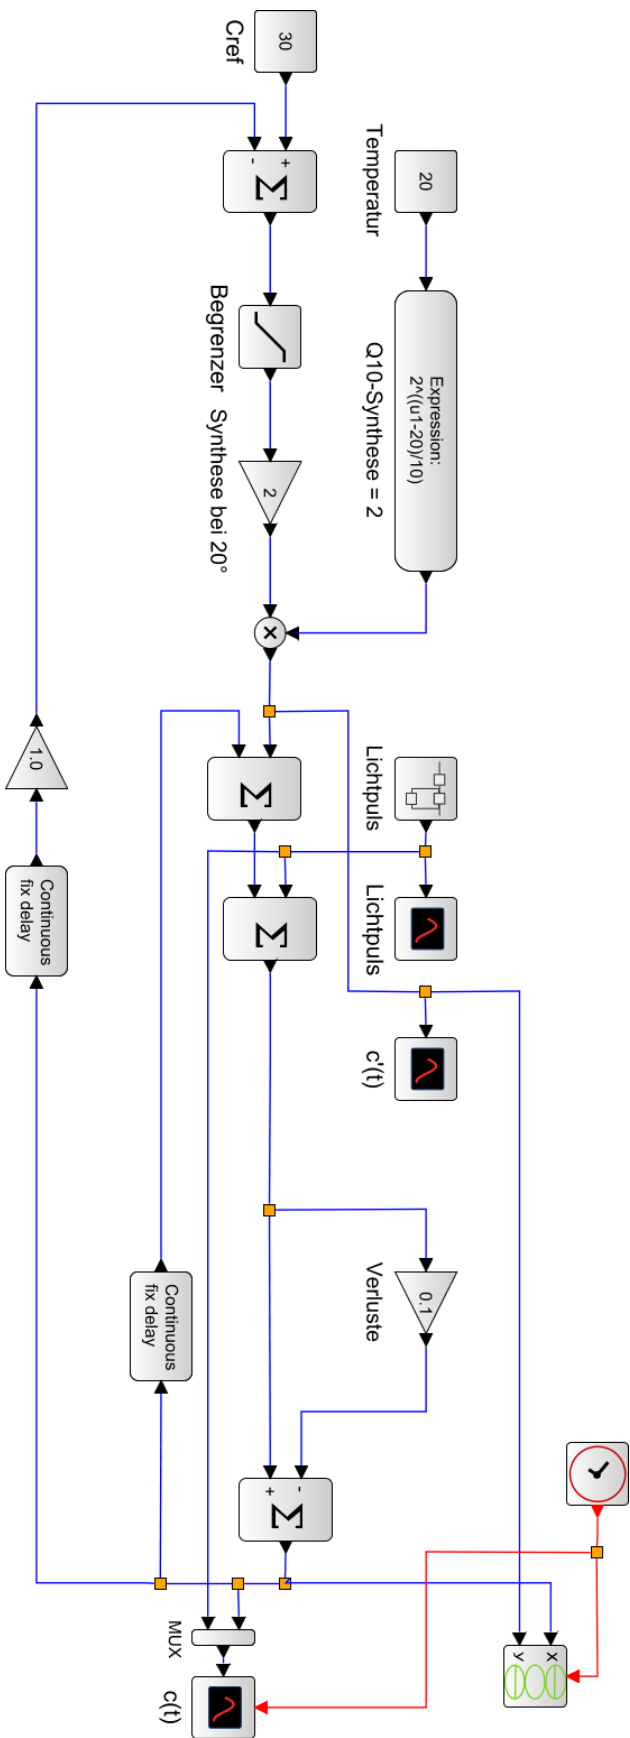 30
Cref
+
-
Σ
20
Temperatur
Begrenzer
Expression:
2^((u1-20)/10)
Q10-Synthese = 2
2
Synthese bei 20°
×
1.0
Continuous
fix delay
Σ
Lichtpuls
Lichtpuls
Σ
c'(t)
0.1
Verluste
Continuous
fix delay
-
+
Σ
MUX
c(t)
x
y